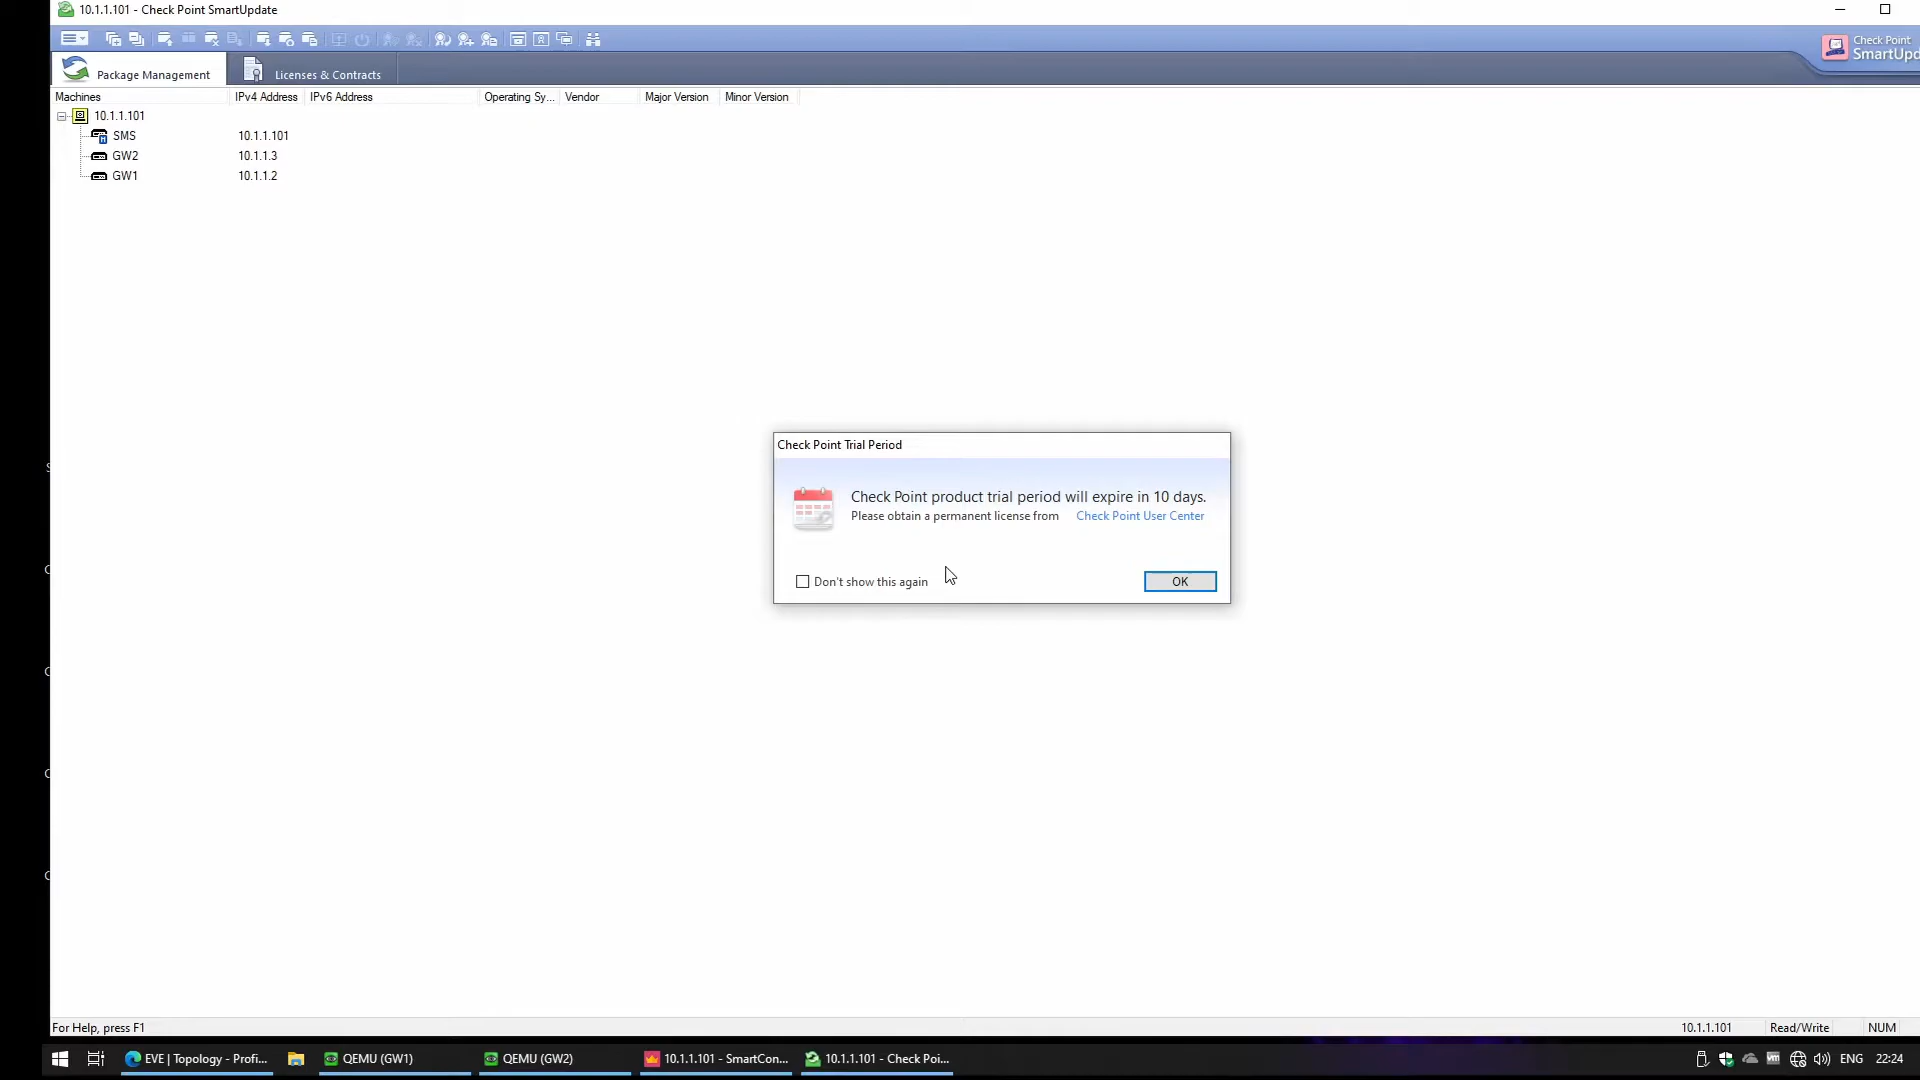 10.1.1.101 - Check Point SmartUpdate
Check Point
SmartUpd
Package Management
Licenses & Contracts
Machines IPv4 Address IPv6 Address Operating Sy... Vendor Major Version Minor Version
10.1.1.101
SMS 10.1.1.101
GW2 10.1.1.3
GW1 10.1.1.2
Check Point Trial Period
Check Point product trial period will expire in 10 days.
Please obtain a permanent license from Check Point User Center
Don't show this again
OK
For Help, press F1
10.1.1.101 Read/Write NUM
EVE | Topology - Profi... QEMU (GW1) QEMU (GW2) 10.1.1.101 - SmartCon... 10.1.1.101 - Check Poi... ENG 22:24